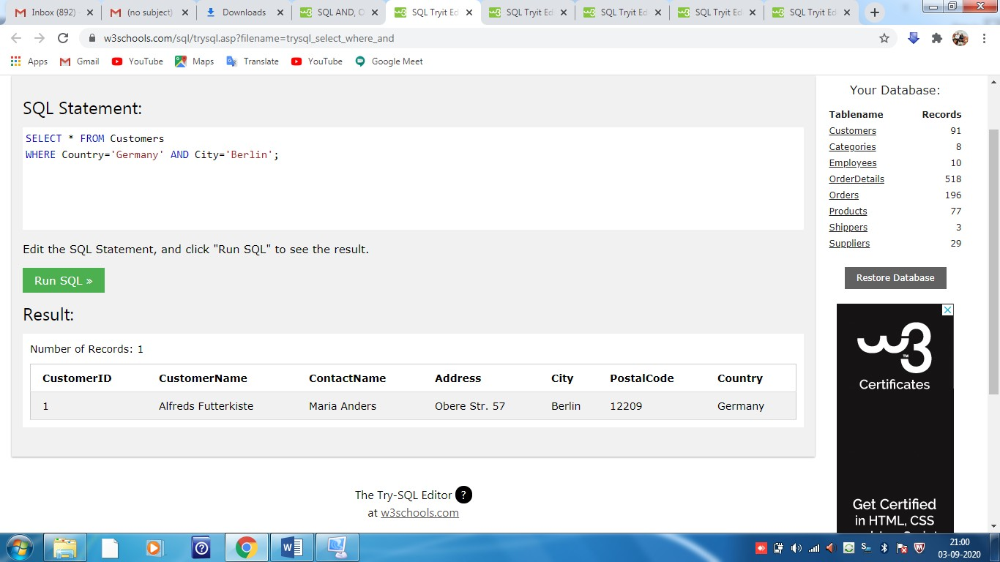 Inbox (892) (no subject) Downloads SQL AND, O SQL Tryit Ed SQL Tryit Ed SQL Tryit Ed SQL Tryit Ed SQL Tryit Ed
w3schools.com/sql/trysql.asp?filename=trysql_select_where_and
Apps Gmail YouTube Maps Translate YouTube Google Meet
SQL Statement:
SELECT * FROM Customers
WHERE Country='Germany' AND City='Berlin';
Edit the SQL Statement, and click "Run SQL" to see the result.
Run SQL »
Result:
Number of Records: 1
CustomerID CustomerName ContactName Address City PostalCode Country
1 Alfreds Futterkiste Maria Anders Obere Str. 57 Berlin 12209 Germany
The Try-SQL Editor ?
at w3schools.com
Your Database:
Tablename Records
Customers 91
Categories 8
Employees 10
OrderDetails 518
Orders 196
Products 77
Shippers 3
Suppliers 29
Restore Database
w3
TM
Certificates
Get Certified
in HTML, CSS
21:00
03-09-2020